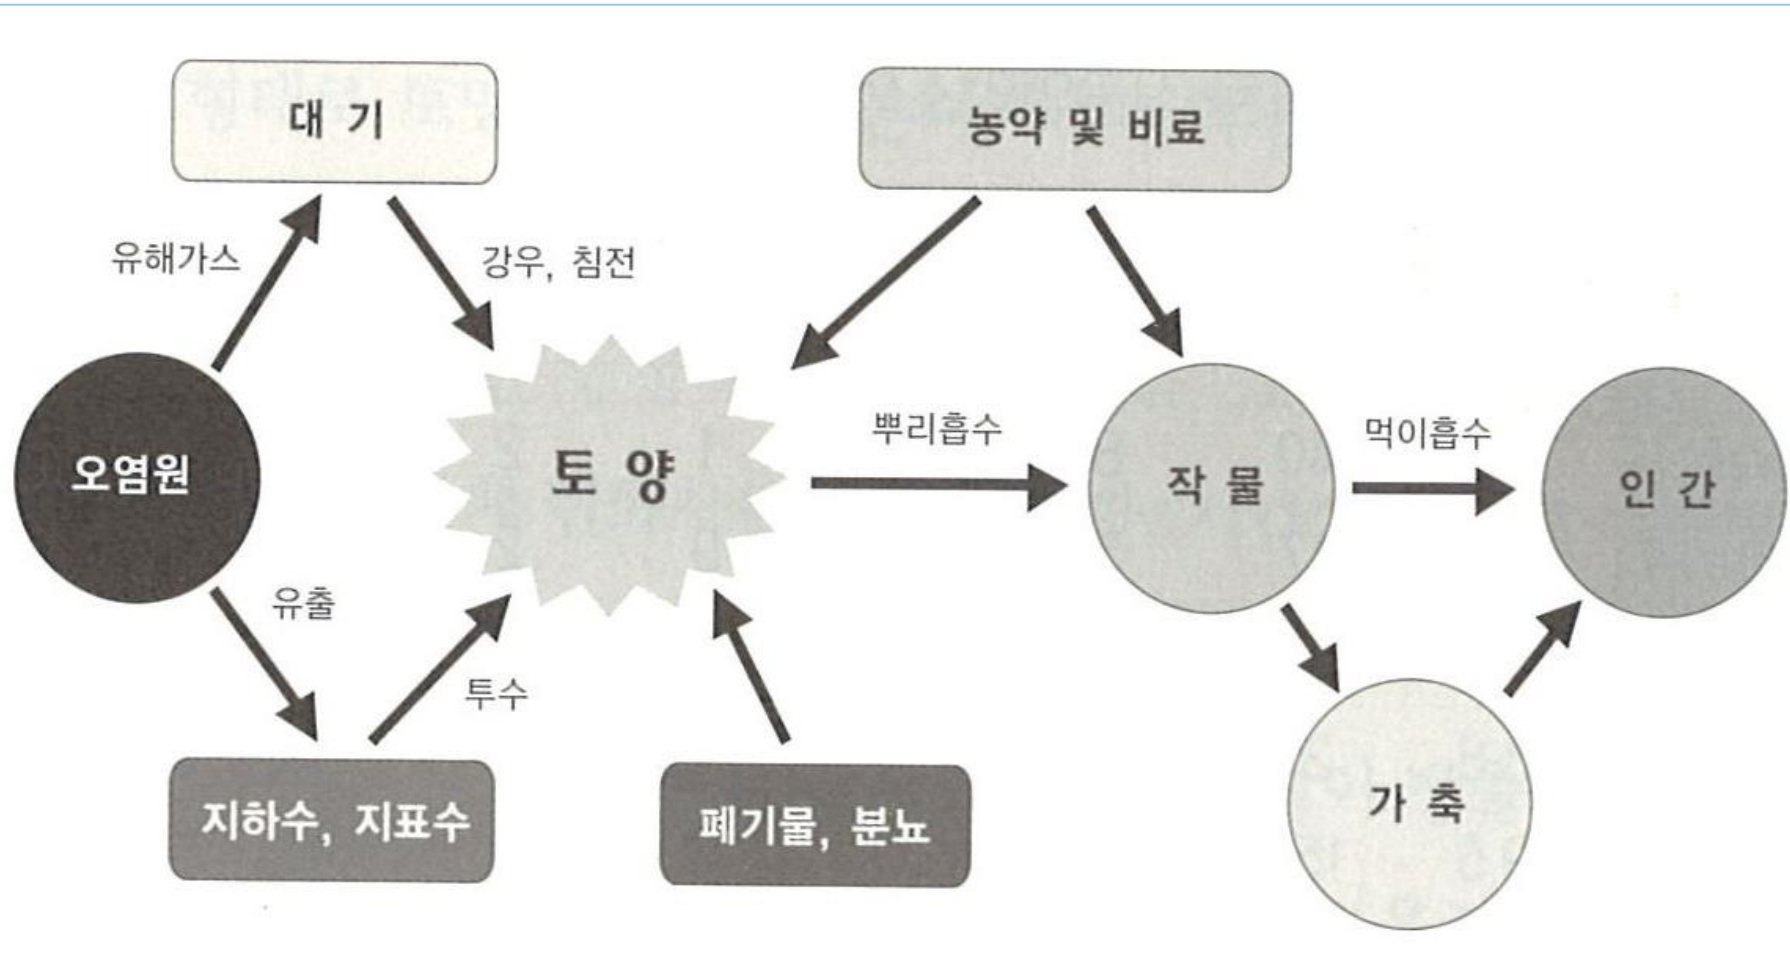 대 기
농약 및 비료
유해가스
강우, 침전
오염원
토 양
뿌리흡수
작 물
먹이흡수
인 간
유출
투수
지하수, 지표수
폐기물, 분뇨
가 축